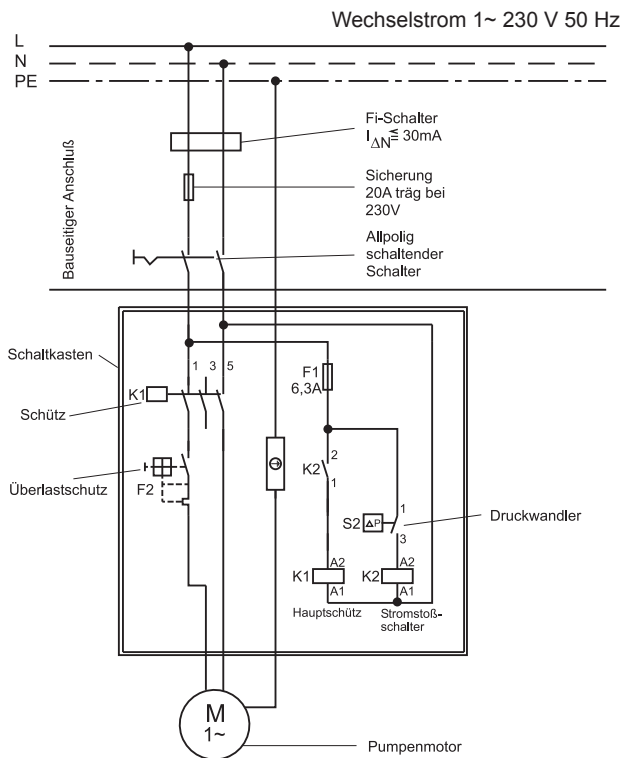 Wechselstrom 1~ 230 V 50 Hz
L
N
PE
Bauseitiger Anschluß
Fi-Schalter
IΔN≦ 30mA
Sicherung
20A träg bei
230V
Allpolig
schaltender
Schalter
Schaltkasten
1 3 5
K1
Schütz
F1
6,3A
2
K2
1
Überlastschutz
F2
1
S2 ΔP
3
Druckwandler
A2 A2
K1 K2
A1 A1
Hauptschütz
Stromstoß-
schalter
M
1~
Pumpenmotor